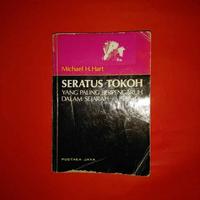 Michael H. Hart
SERATUS TOKOH
YANG PALING BERPENGARUH
DALAM SEJARAH
PUSTAKA JAYA